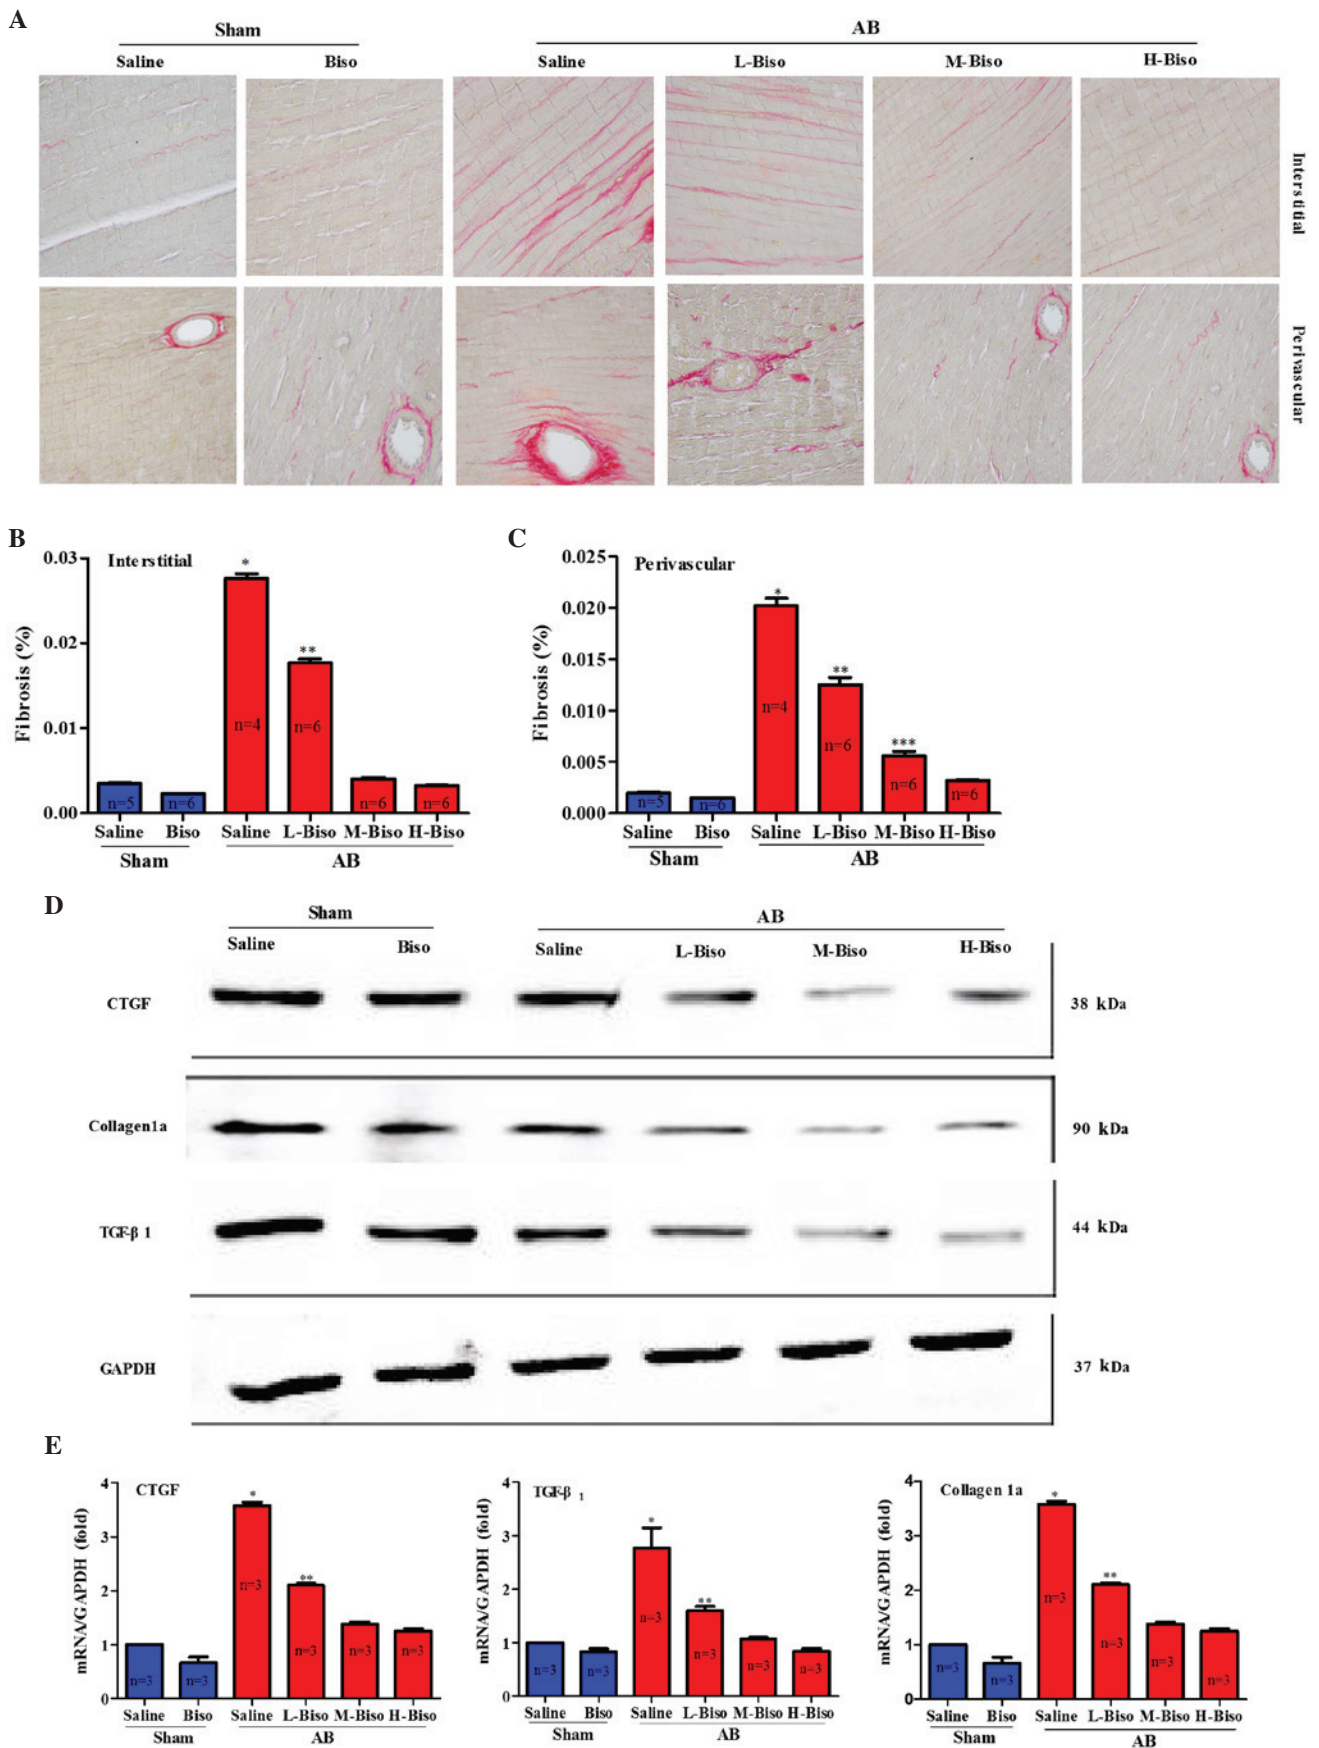 A
Sham
AB
Saline Biso Saline L-Biso M-Biso H-Biso
Interstitial
Perivascular
B
Interstitial
Fibrosis (%)
0.03
0.02
0.01
0.00
*
**
n=5 n=6 n=4 n=6 n=6 n=6
Saline Biso Saline L-Biso M-Biso H-Biso
Sham AB
C
Perivascular
Fibrosis (%)
0.025
0.020
0.015
0.010
0.005
0.000
*
**
***
n=5 n=6 n=4 n=6 n=6 n=6
Saline Biso Saline L-Biso M-Biso H-Biso
Sham AB
D
Sham AB
Saline Biso Saline L-Biso M-Biso H-Biso
CTGF 38 kDa
Collagen1a 90 kDa
TGF-β 1 44 kDa
GAPDH 37 kDa
E
CTGF
mRNA/GAPDH (fold)
4
3
2
1
0
*
**
n=3 n=3 n=3 n=3 n=3 n=3
Saline Biso Saline L-Biso M-Biso H-Biso
Sham AB
TGF-β 1
mRNA/GAPDH (fold)
4
3
2
1
0
*
**
n=3 n=3 n=3 n=3 n=3 n=3
Saline Biso Saline L-Biso M-Biso H-Biso
Sham AB
Collagen 1a
mRNA/GAPDH (fold)
4
3
2
1
0
*
**
n=3 n=3 n=3 n=3 n=3 n=3
Saline Biso Saline L-Biso M-Biso H-Biso
Sham AB